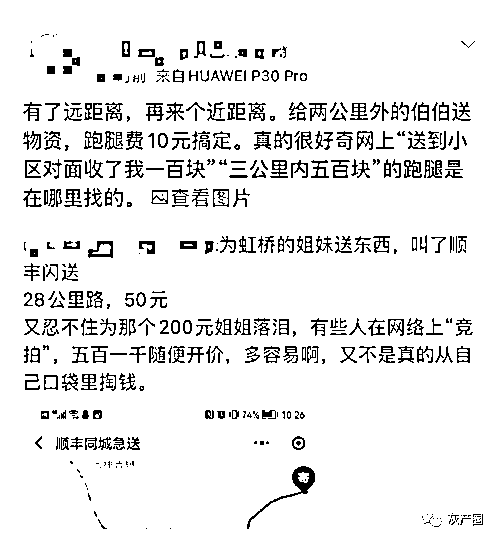 来自HUAWEI P30 Pro
有了远距离，再来个近距离。给两公里外的伯伯送
物资，跑腿费10元搞定。真的很好奇网上“送到小
区对面收了我一百块”“三公里内五百块”的跑腿是
在哪里找的。 查看图片
:为虹桥的姐妹送东西，叫了顺
丰闪送
28公里路，50元
又忍不住为那个200元姐姐落泪，有些人在网络上“竞
拍”，五百一千随便开价，多容易啊，又不是真的从自
己口袋里掏钱。
74% 10:26
顺丰同城急送
灰产圈